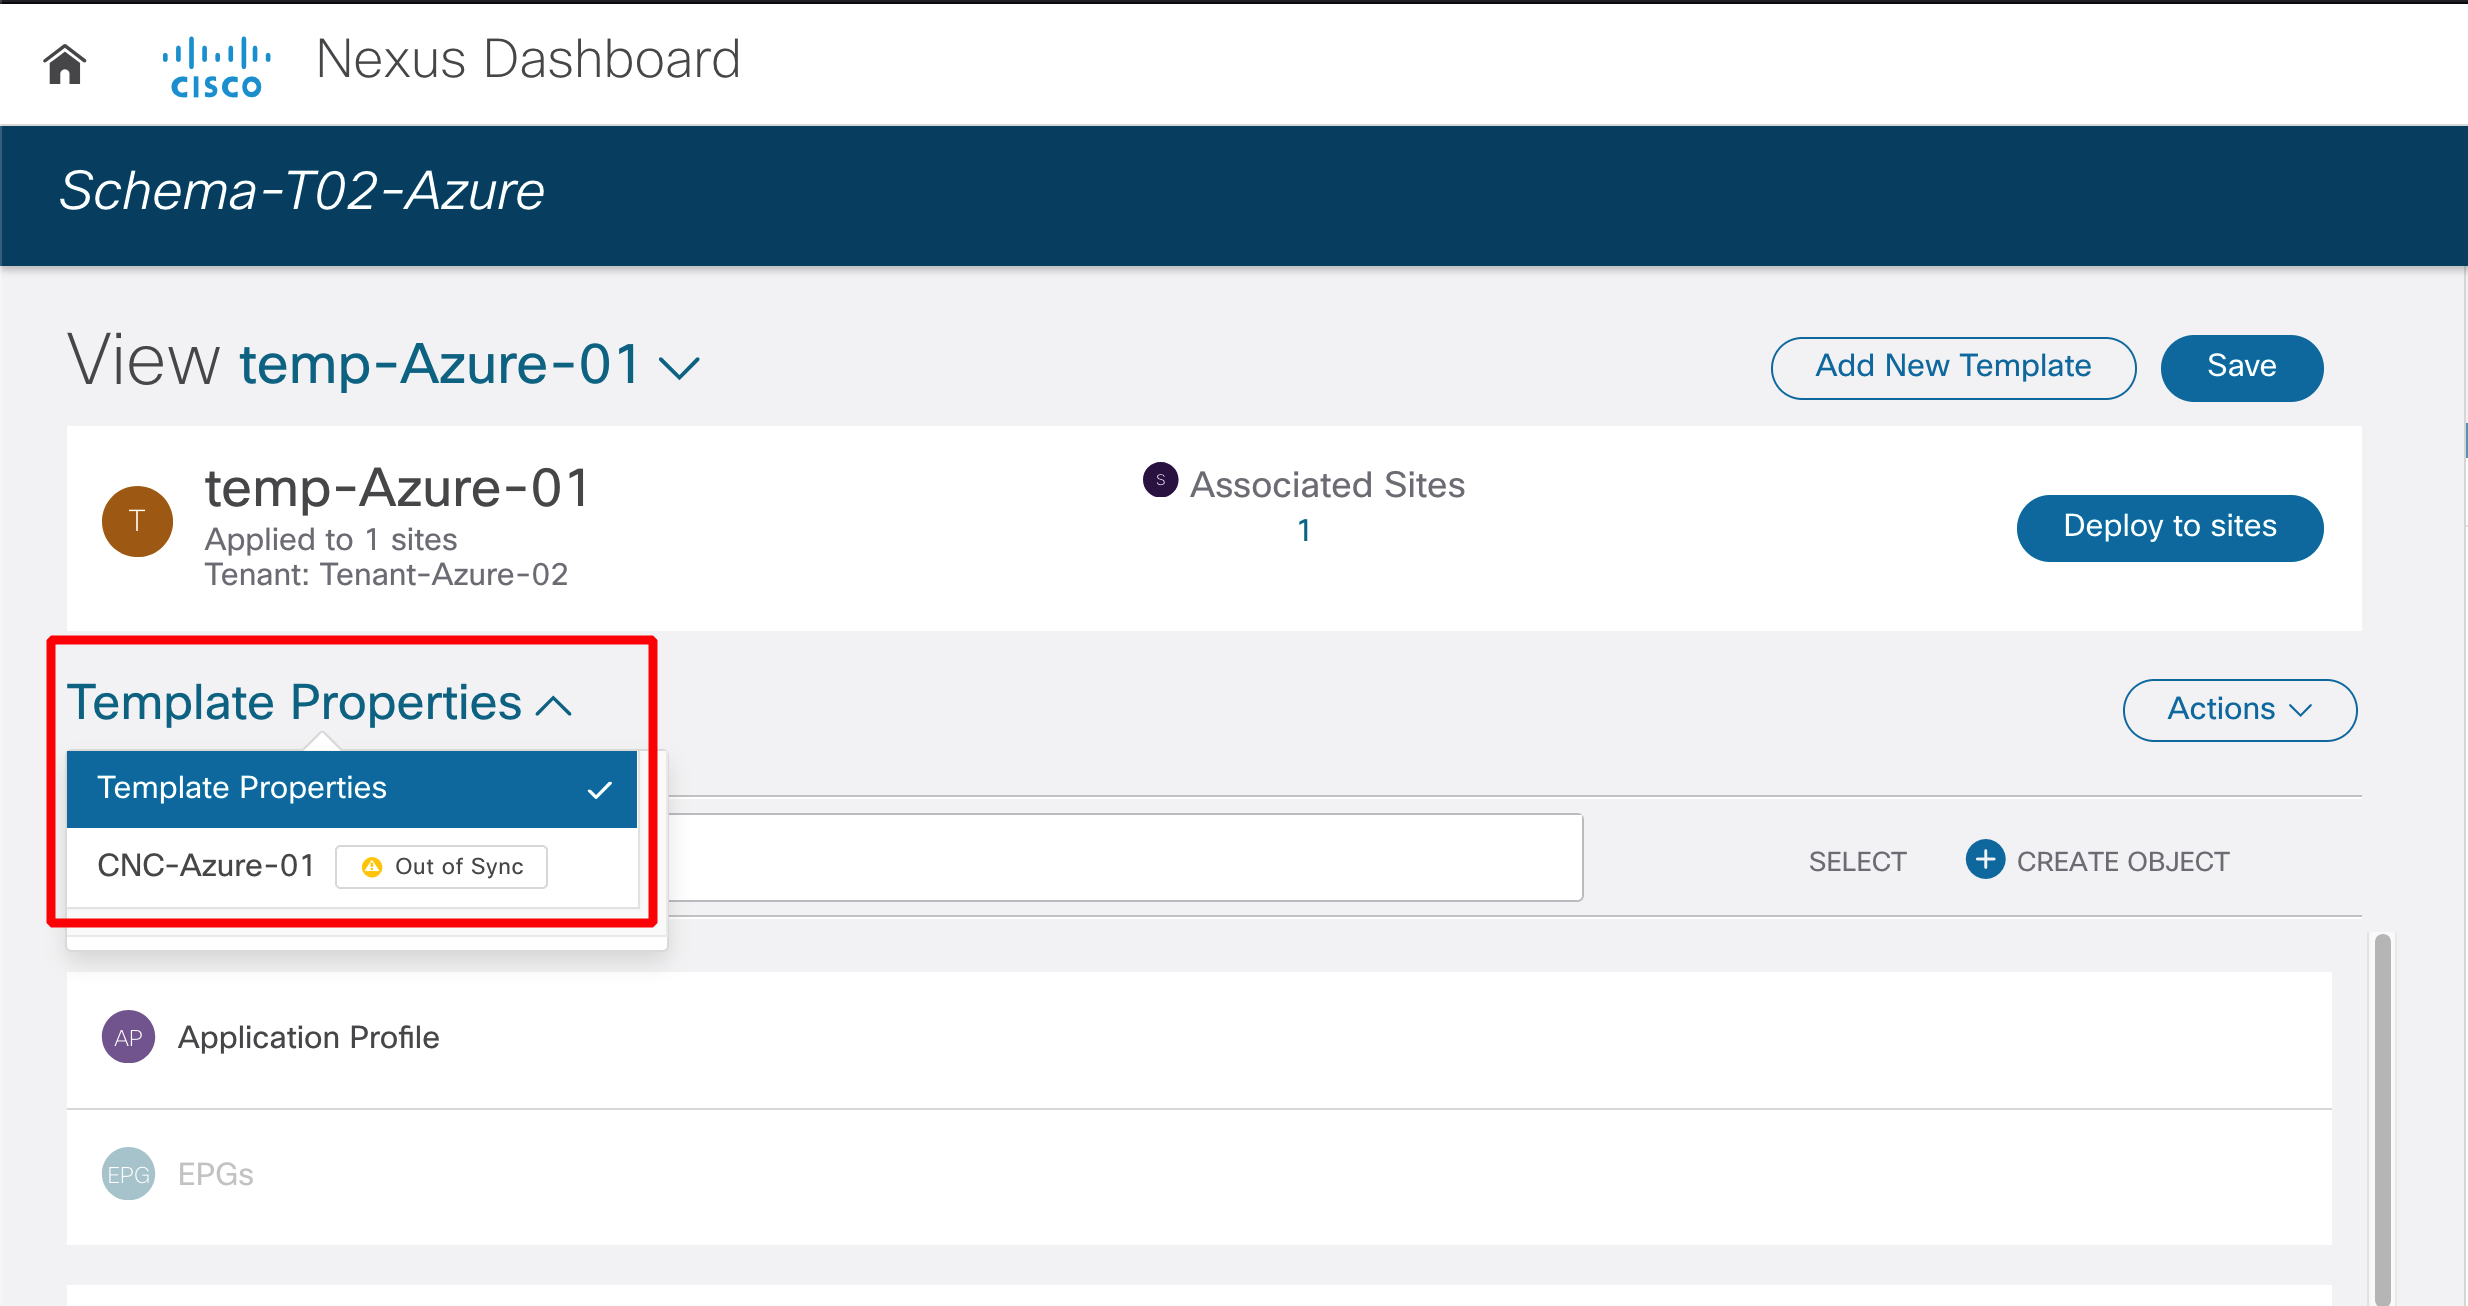 CISCO Nexus Dashboard
Schema-T02-Azure
View temp-Azure-01
Add New Template
Save
T
temp-Azure-01
Applied to 1 sites
Tenant: Tenant-Azure-02
S Associated Sites
1
Deploy to sites
Template Properties
Actions
Template Properties
CNC-Azure-01 Out of Sync
SELECT
CREATE OBJECT
AP Application Profile
EPG EPGs